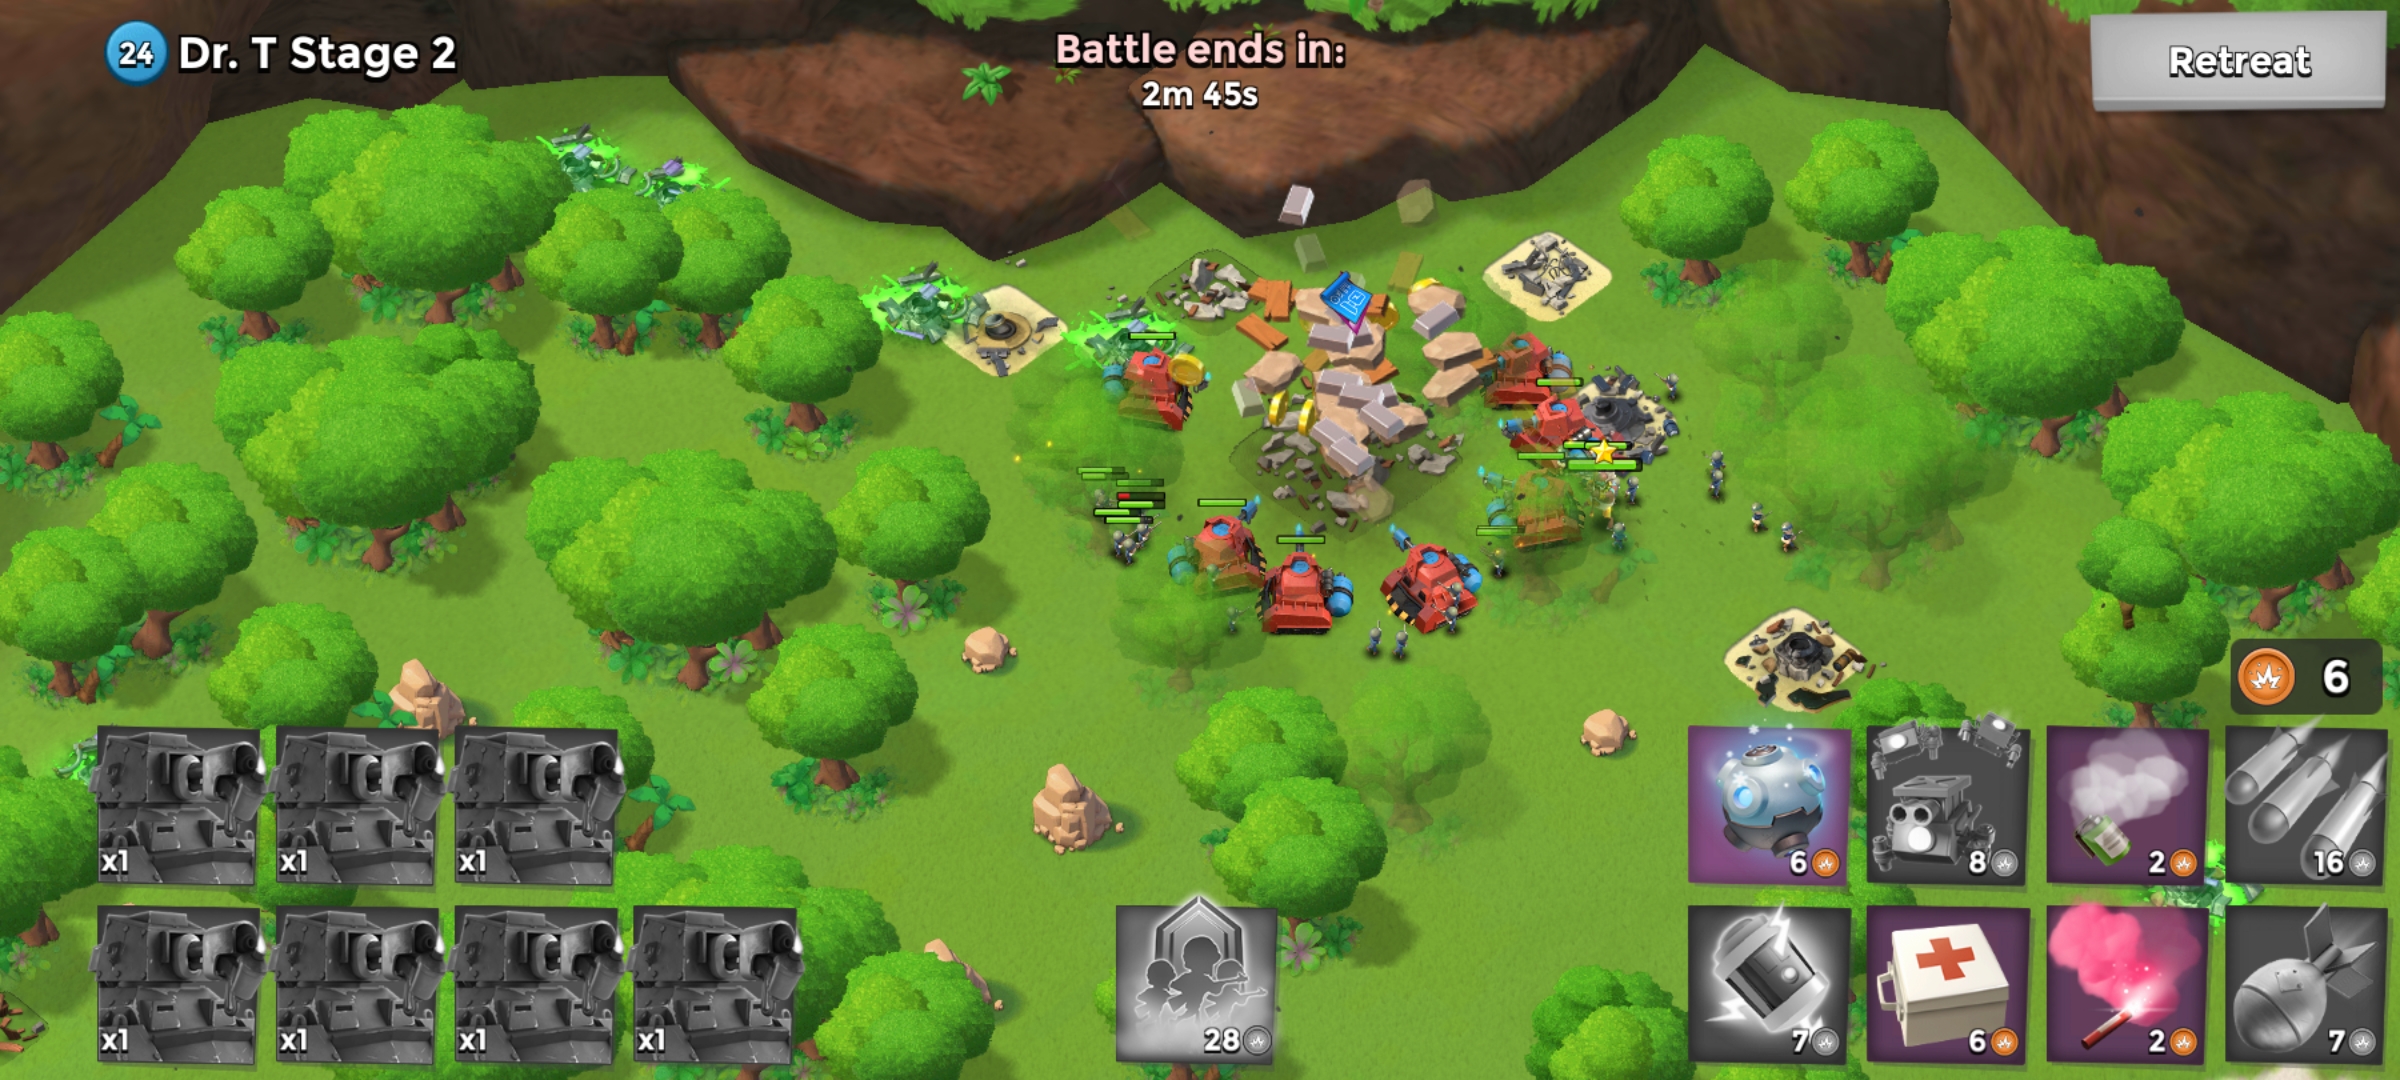 24 Dr. T Stage 2
Battle ends in:
2m 45s
Retreat
6
x1 x1 x1
6 8 2 16
x1 x1 x1 x1
28
7 6 2 7